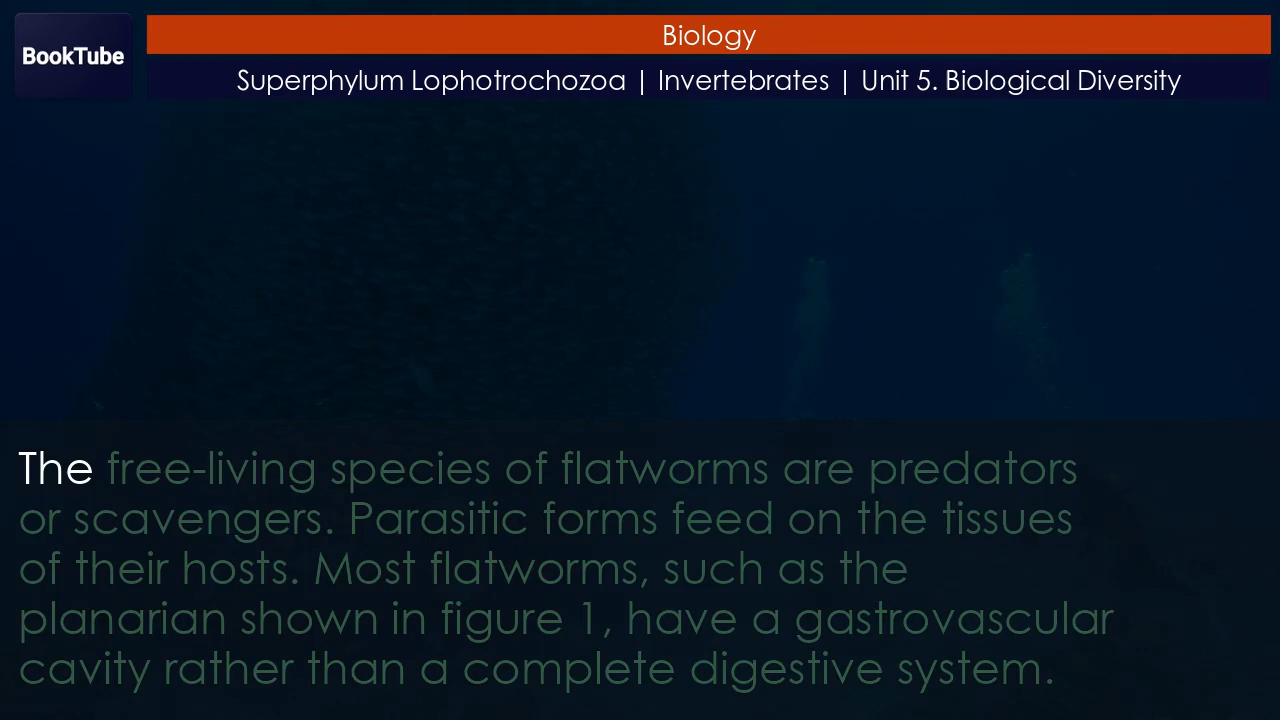 BookTube
Biology
Superphylum Lophotrochozoa | Invertebrates | Unit 5. Biological Diversity
The free-living species of flatworms are predators
or scavengers. Parasitic forms feed on the tissues
of their hosts. Most flatworms, such as the
planarian shown in figure 1, have a gastrovascular
cavity rather than a complete digestive system.